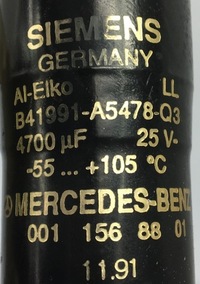 SIEMENS
GERMANY
Al-Elko LL
B41991-A5478-Q3
4700 µF 25 V-
-55 ... +105 °C
MERCEDES-BENZ
001 156 88 01
11.91